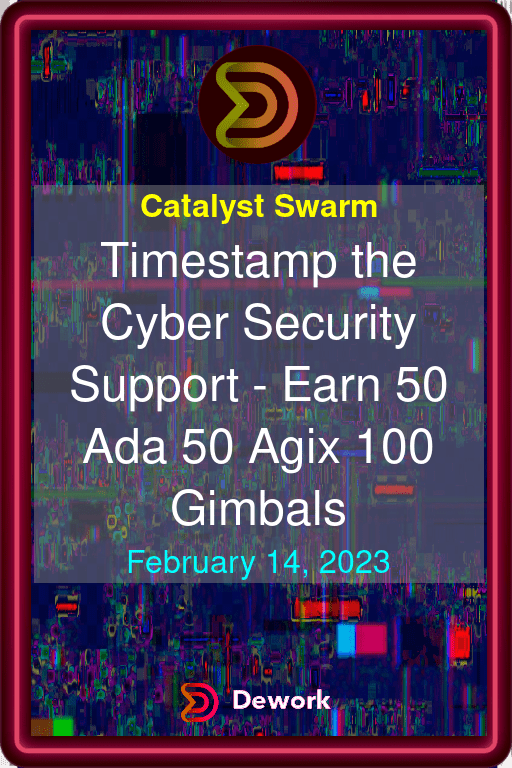 Catalyst Swarm
Timestamp the
Cyber Security
Support - Earn 50
Ada 50 Agix 100
Gimbals
February 14, 2023
Dework